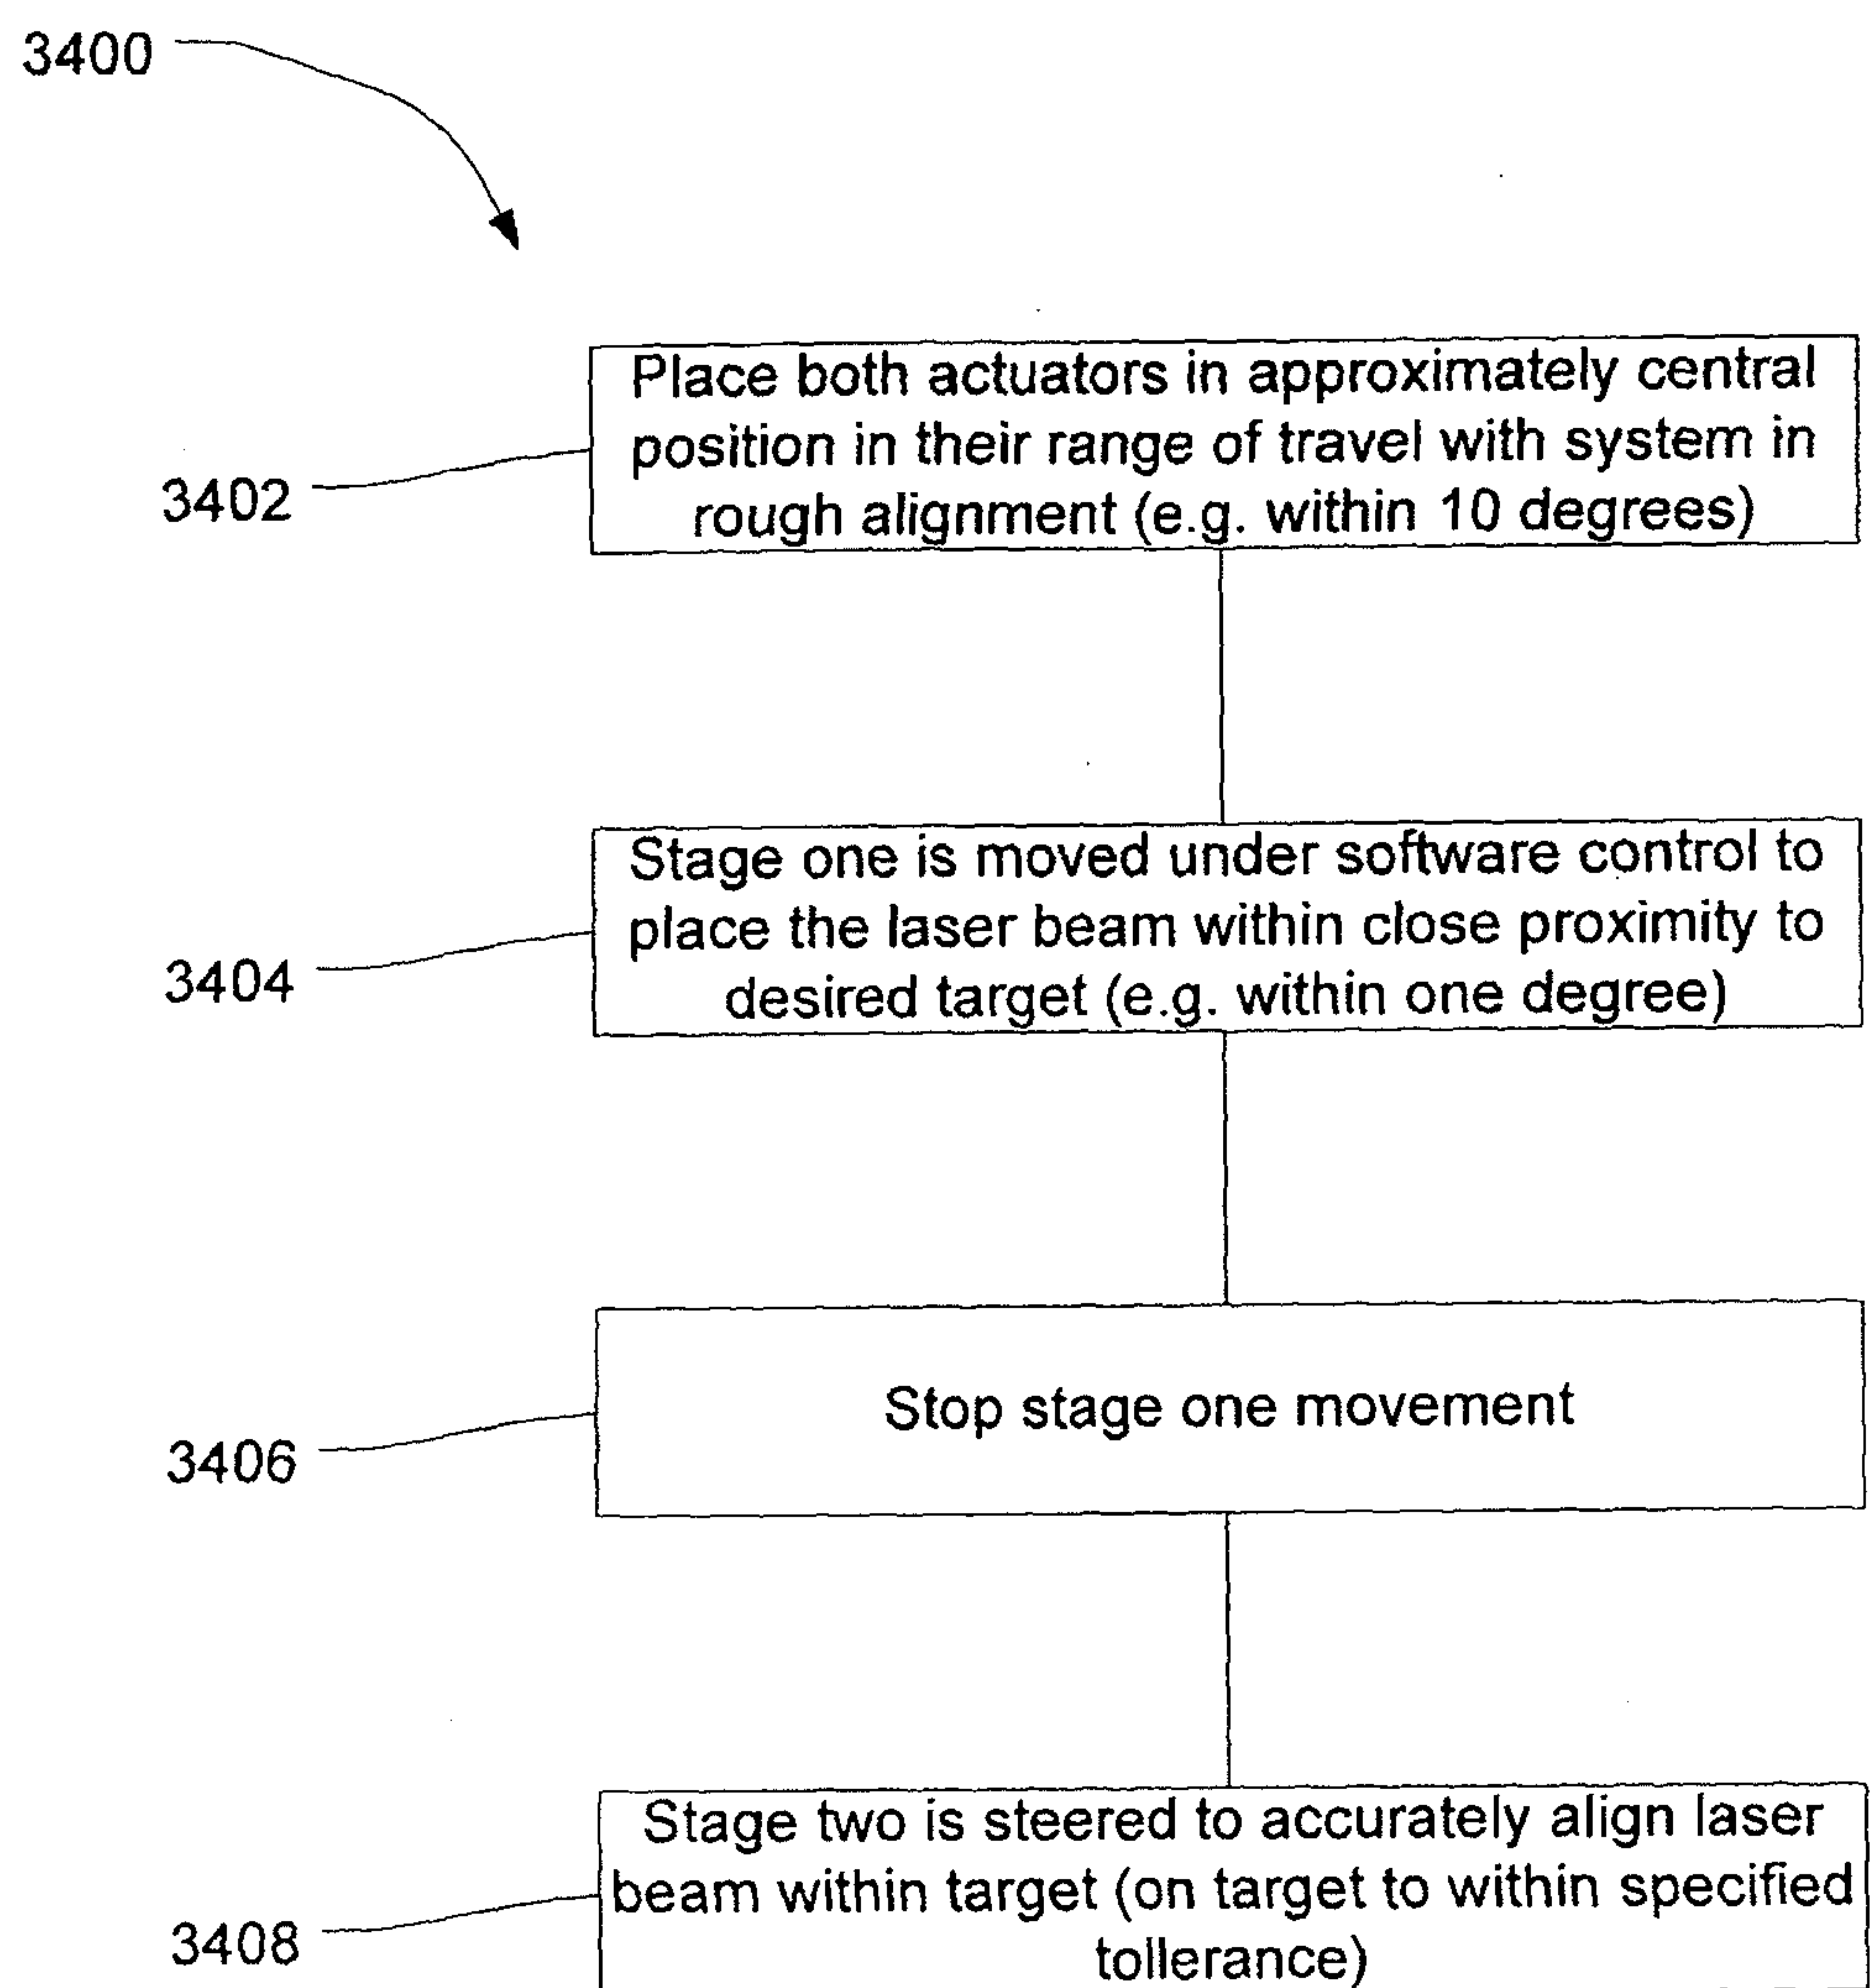 3400
Place both actuators in approximately central
position in their range of travel with system in
rough alignment (e.g. within 10 degrees)
3402
Stage one is moved under software control to
place the laser beam within close proximity to
desired target (e.g. within one degree)
3404
Stop stage one movement
3406
Stage two is steered to accurately align laser
beam within target (on target to within specified
tollerance)
3408